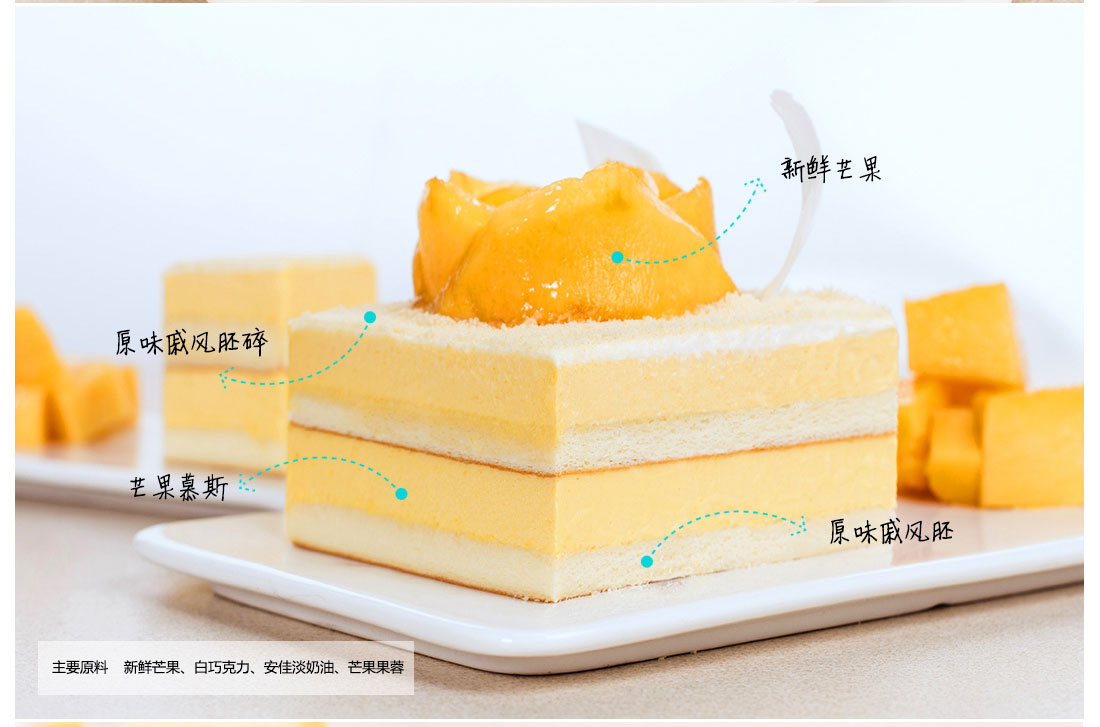 新鲜芒果
原味戚风胚碎
芒果慕斯
原味戚风胚
主要原料 新鲜芒果、白巧克力、安佳淡奶油、芒果果蓉